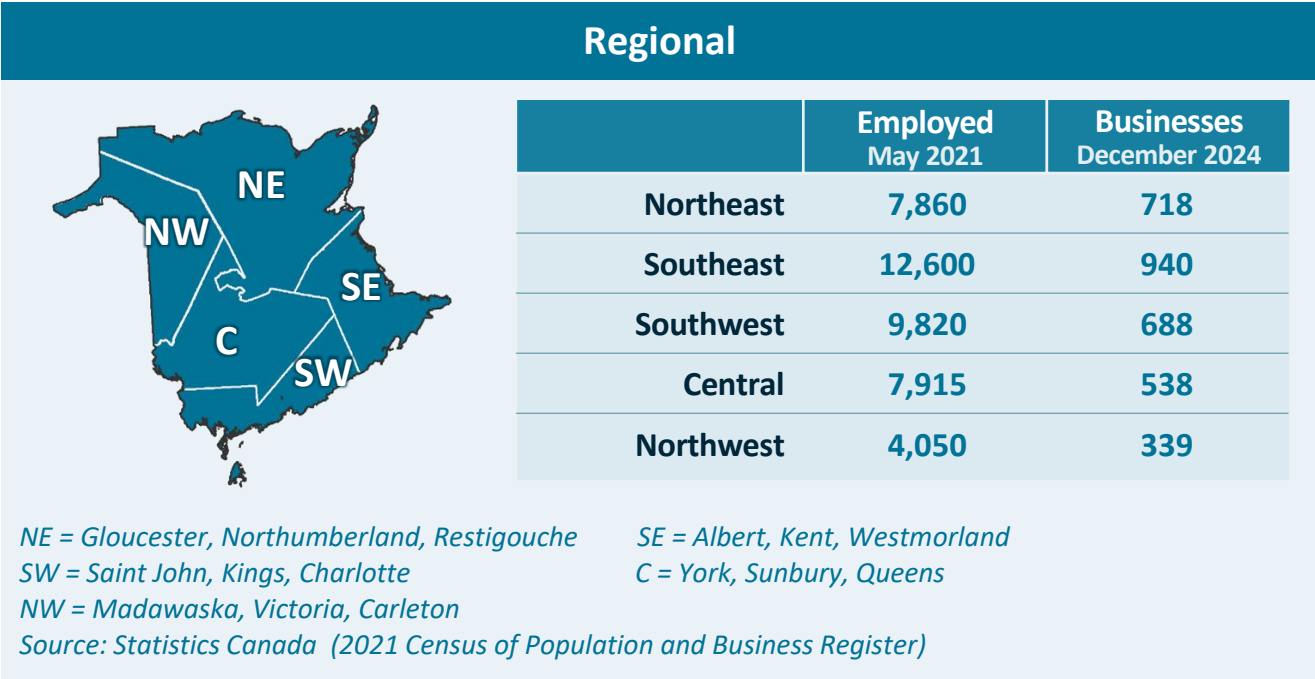 Regional
NE
NW
SE
C
SW
Employed Businesses
May 2021 December 2024
Northeast 7,860 718
Southeast 12,600 940
Southwest 9,820 688
Central 7,915 538
Northwest 4,050 339
NE = Gloucester, Northumberland, Restigouche SE = Albert, Kent, Westmorland
SW = Saint John, Kings, Charlotte C = York, Sunbury, Queens
NW = Madawaska, Victoria, Carleton
Source: Statistics Canada (2021 Census of Population and Business Register)